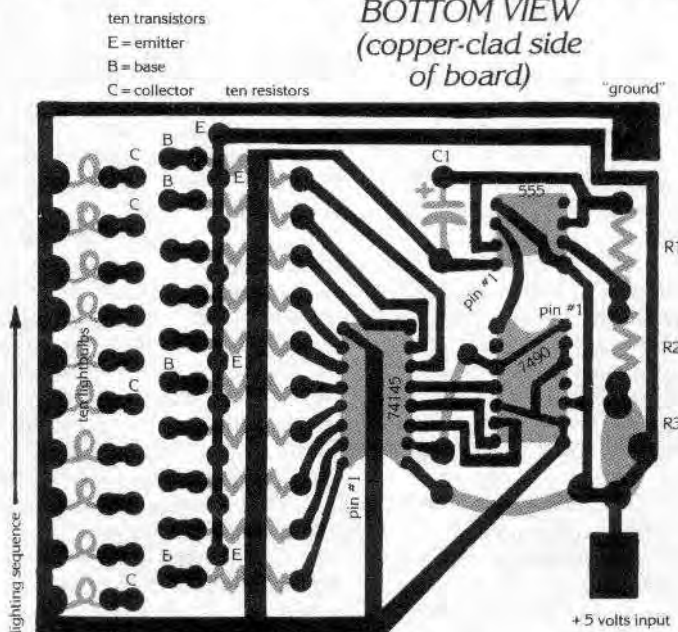 ten transistors
E = emitter
B = base
C = collector
ten resistors
BOTTOM VIEW
(copper-clad side
of board)
"ground"
E
B
C
E
C1
+
555
B
C
R1
pin #1
pin #1
7490
R2
ten lightbulbs
B
E
C
74145
R3
pin #1
lighting sequence
B
E
C
+ 5 volts input